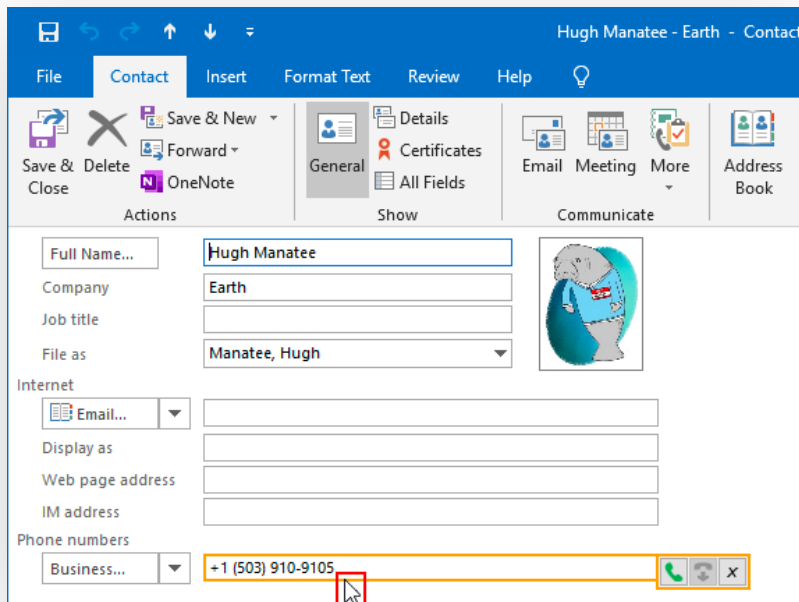 Hugh Manatee - Earth - Contact
File Contact Insert Format Text Review Help
Save & Close
Delete
Save & New
Forward
OneNote
Actions
General
Details
Certificates
All Fields
Show
Email
Meeting
More
Communicate
Address Book
Full Name... Hugh Manatee
Company Earth
Job title
File as Manatee, Hugh
Internet
Email...
Display as
Web page address
IM address
Phone numbers
Business... +1 (503) 910-9105 x